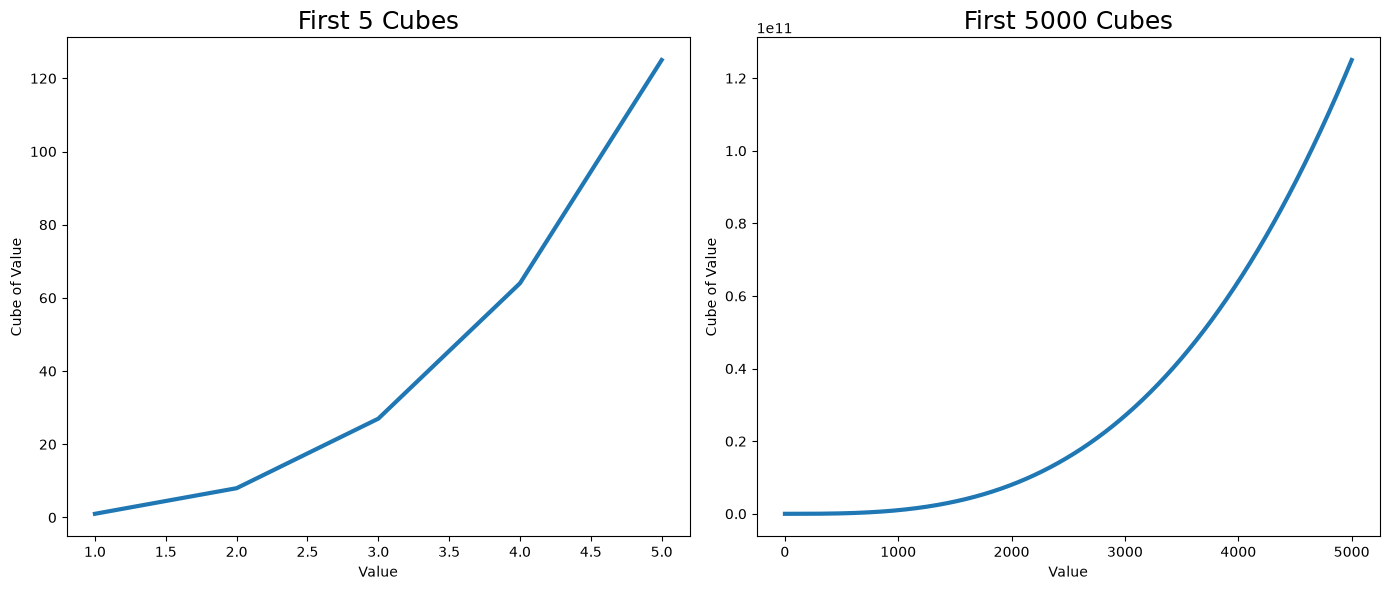 First 5 Cubes
120
100
80
60
40
20
0
Cube of Value
1.0 1.5 2.0 2.5 3.0 3.5 4.0 4.5 5.0
Value
First 5000 Cubes
1e11
1.2
1.0
0.8
0.6
0.4
0.2
0.0
Cube of Value
0 1000 2000 3000 4000 5000
Value